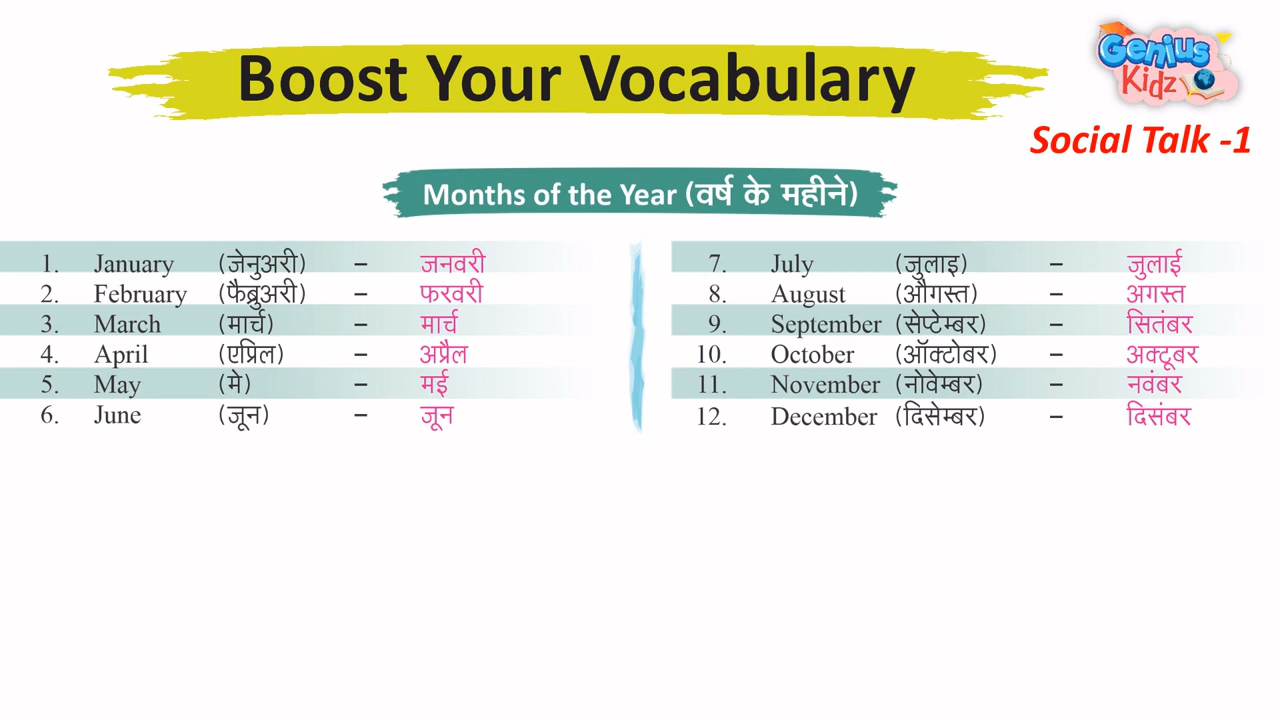 Boost Your Vocabulary
Genius
Kidz
Social Talk -1
Months of the Year (वर्ष के महीने)
1. January (जेनुअरी) – जनवरी
2. February (फैब्रुअरी) – फरवरी
3. March (मार्च) – मार्च
4. April (एप्रिल) – अप्रैल
5. May (मे) – मई
6. June (जून) – जून
7. July (जुलाइ) – जुलाई
8. August (औगस्त) – अगस्त
9. September (सेप्टेम्बर) – सितंबर
10. October (ऑक्टोबर) – अक्टूबर
11. November (नोवेम्बर) – नवंबर
12. December (दिसेम्बर) – दिसंबर